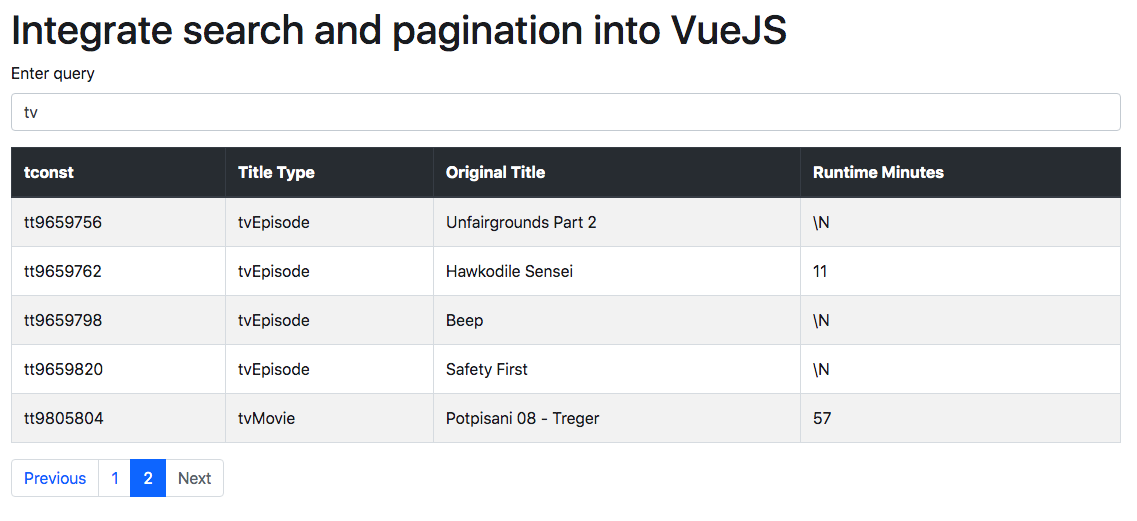 Integrate search and pagination into VueJS
Enter query
tv
tconst Title Type Original Title Runtime Minutes
tt9659756 tvEpisode Unfairgrounds Part 2 \N
tt9659762 tvEpisode Hawkodile Sensei 11
tt9659798 tvEpisode Beep \N
tt9659820 tvEpisode Safety First \N
tt9805804 tvMovie Potpisani 08 - Treger 57
Previous 1 2 Next